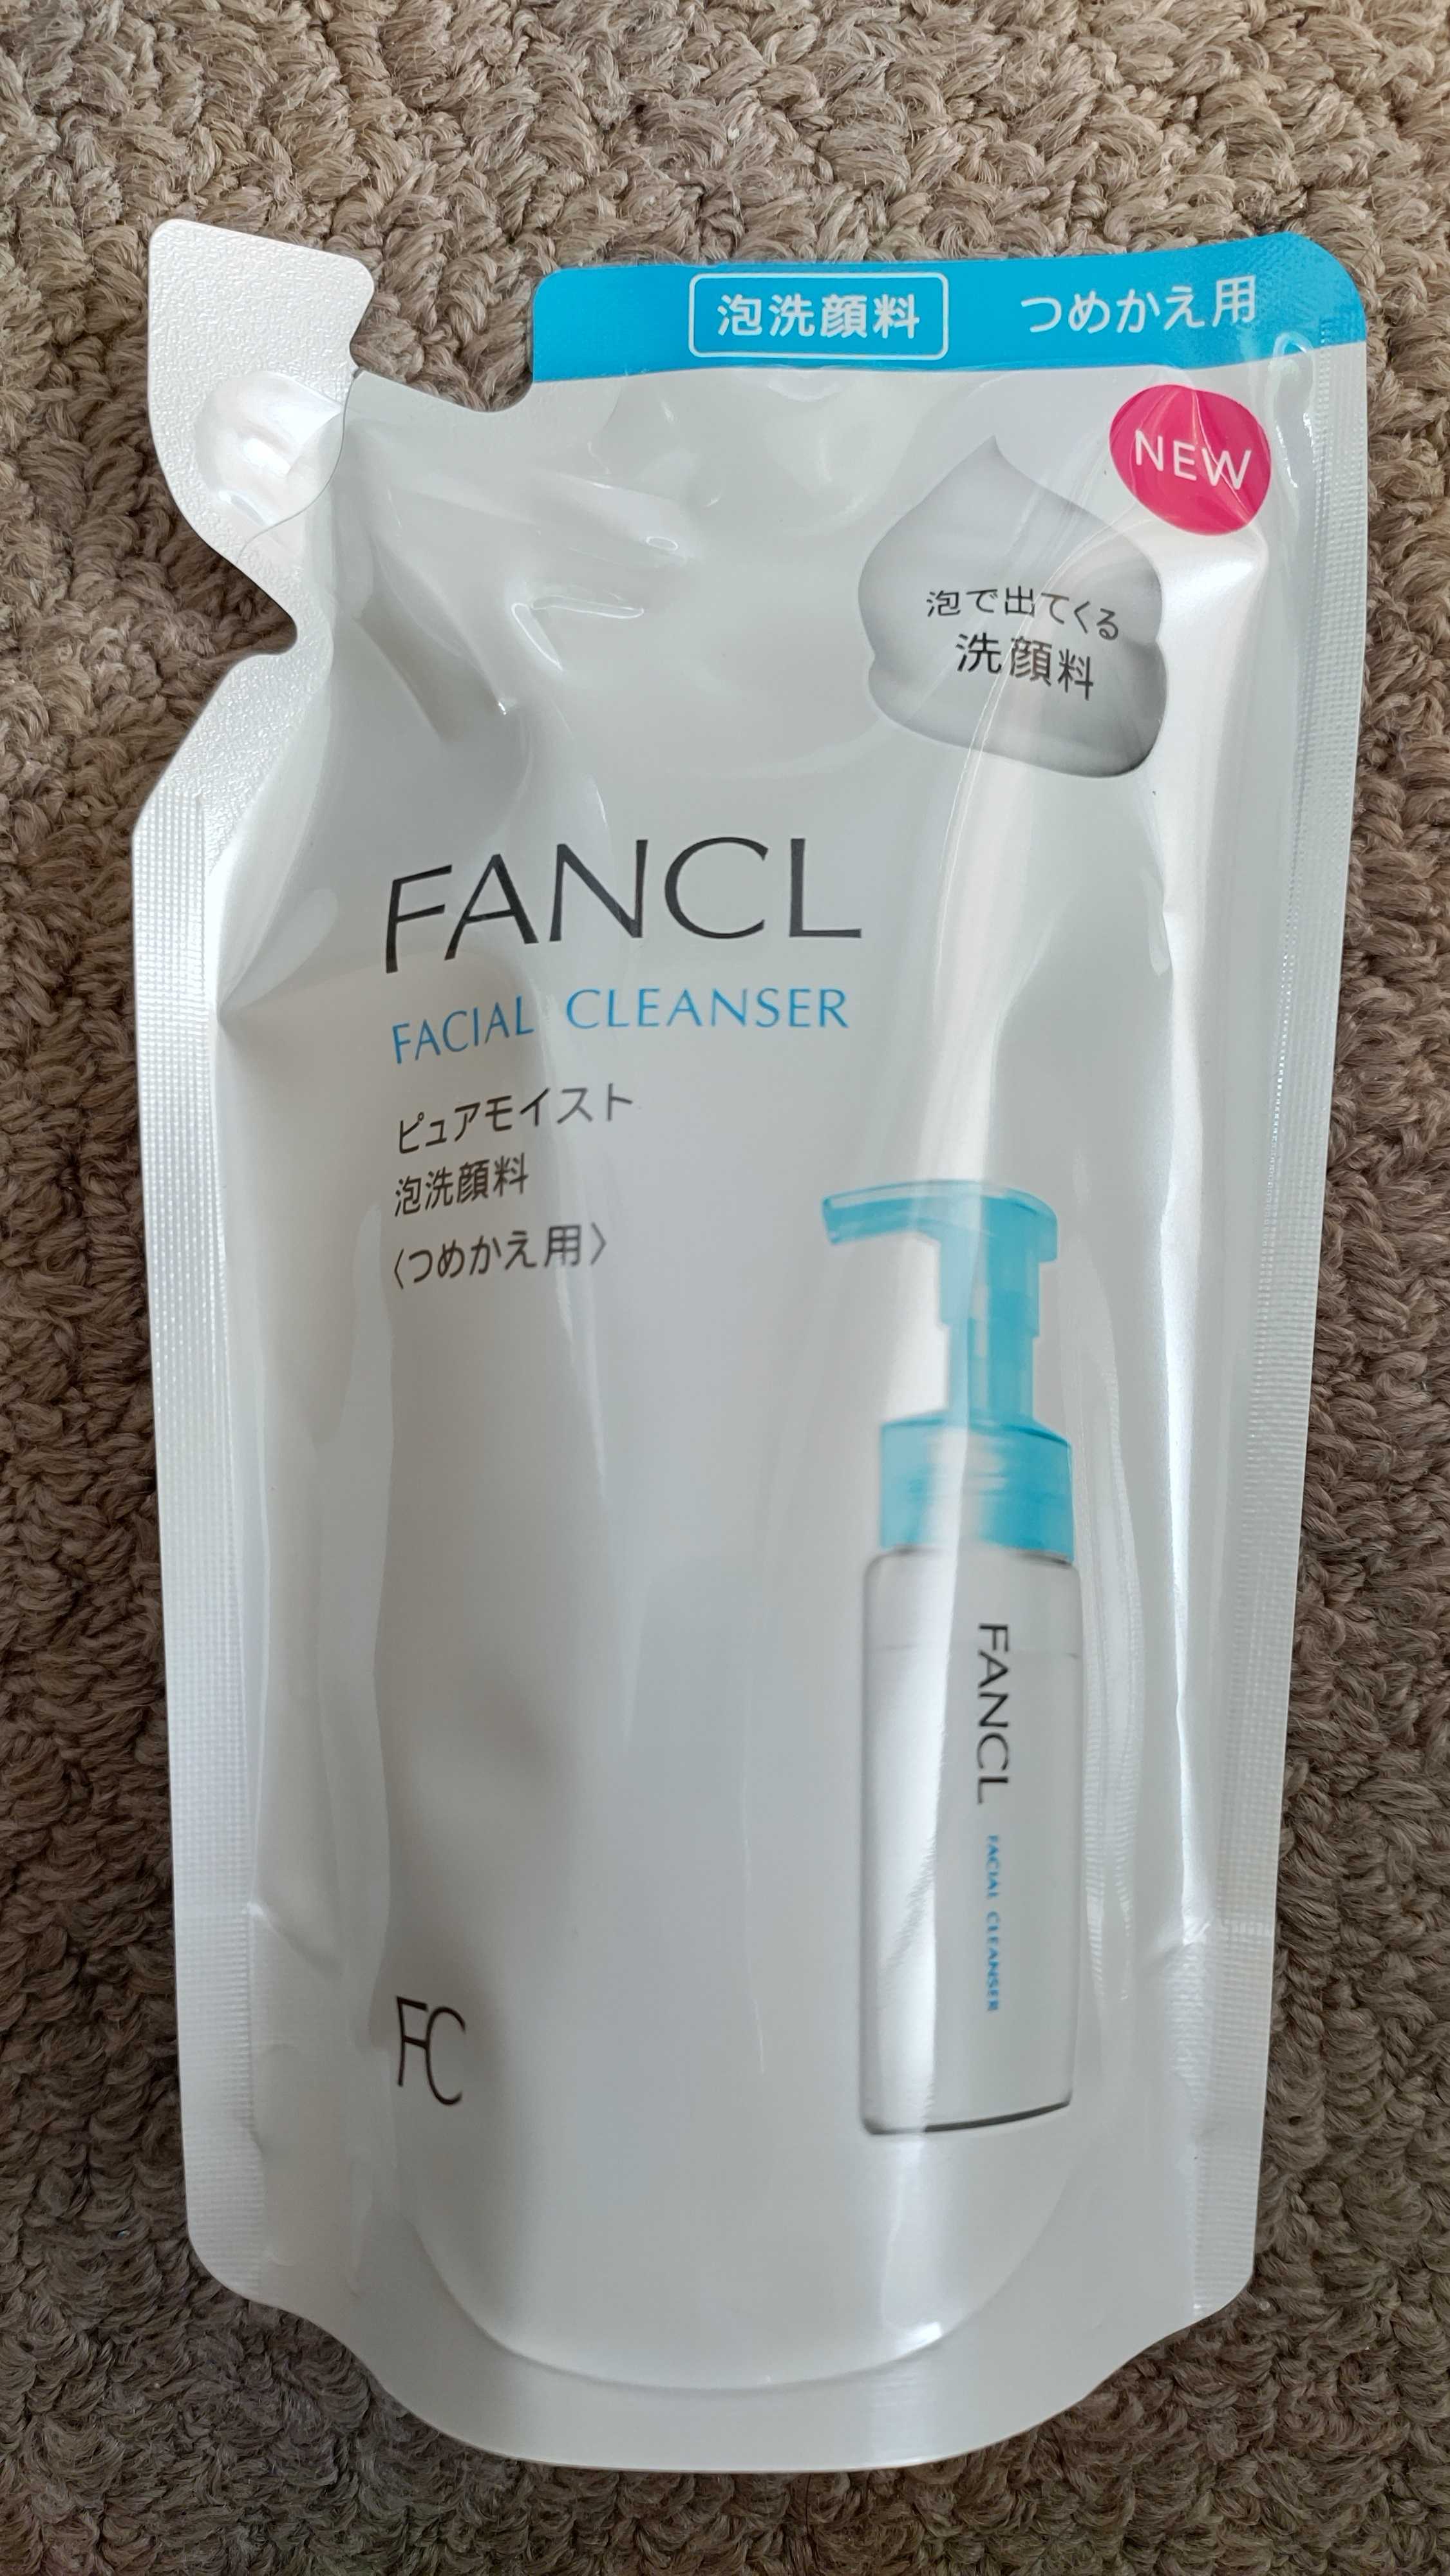 泡洗顔料 つめかえ用
NEW
泡で出てくる
洗顔料
FANCL
FACIAL CLEANSER
ピュアモイスト
泡洗顔料
〈つめかえ用〉
FANCL FACIAL CLEANSER
FC